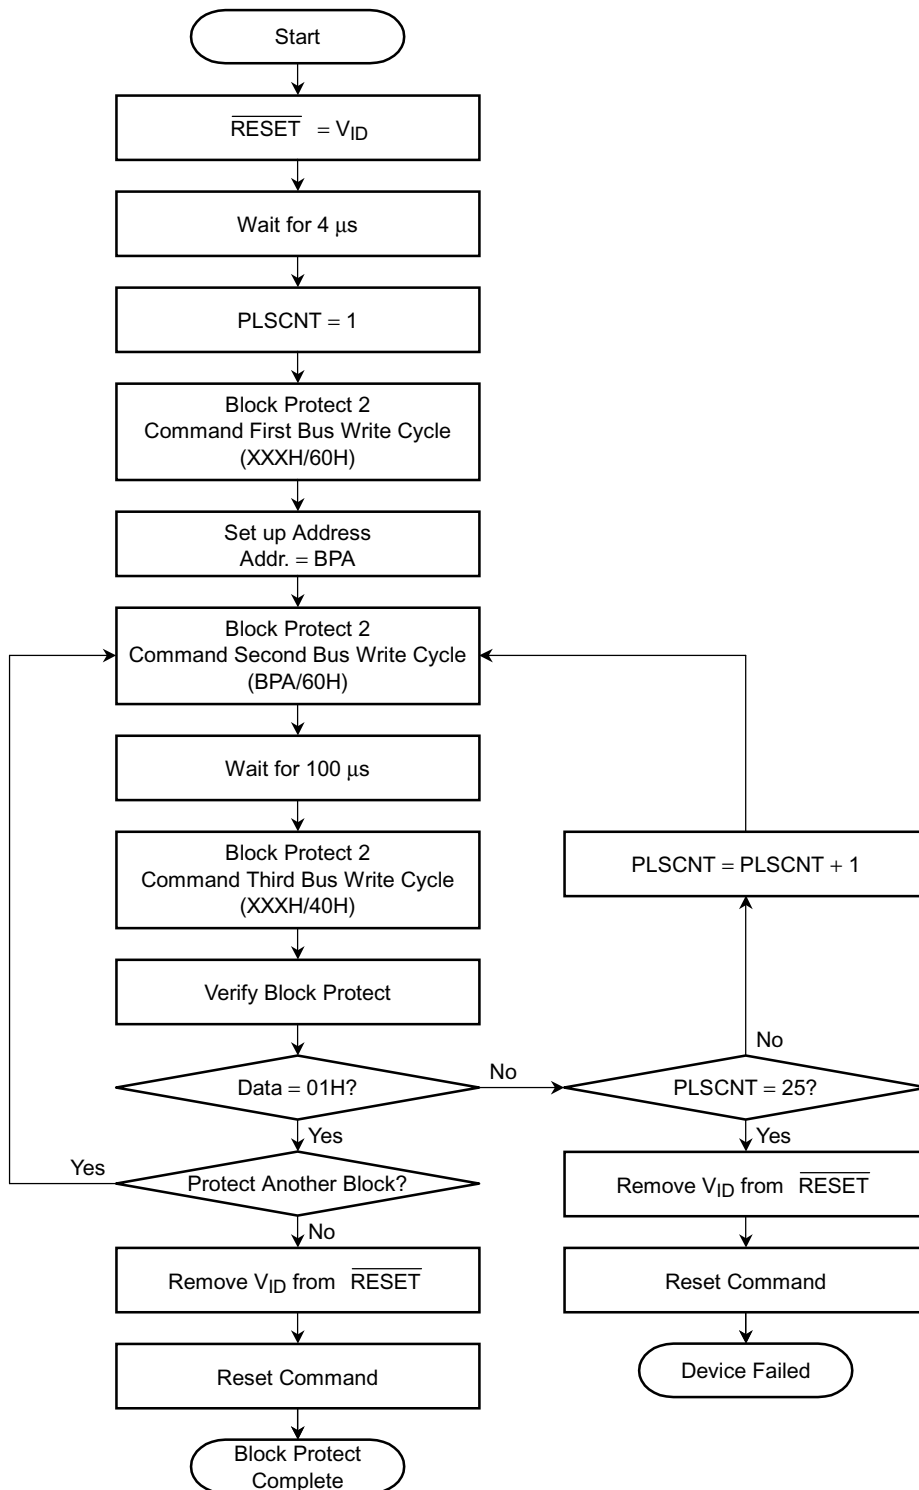 Start
RESET = VID
Wait for 4 μs
PLSCNT = 1
Block Protect 2
Command First Bus Write Cycle
(XXXH/60H)
Set up Address
Addr. = BPA
Block Protect 2
Command Second Bus Write Cycle
(BPA/60H)
Wait for 100 μs
Block Protect 2
Command Third Bus Write Cycle
(XXXH/40H)
PLSCNT = PLSCNT + 1
Verify Block Protect
Data = 01H?
No
PLSCNT = 25?
No
Yes
Yes
Protect Another Block?
Yes
No
Remove VID from RESET
Reset Command
Block Protect
Complete
Remove VID from RESET
Reset Command
Device Failed